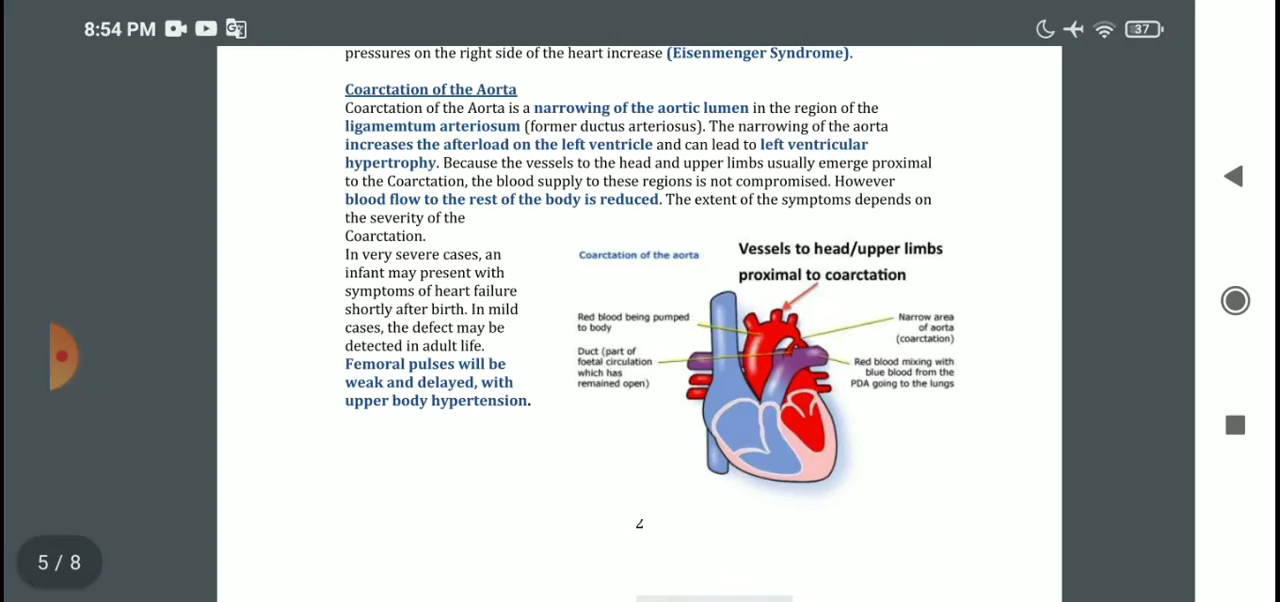 8:54 PM
37
pressures on the right side of the heart increase (Eisenmenger Syndrome).
Coarctation of the Aorta
Coarctation of the Aorta is a narrowing of the aortic lumen in the region of the
ligamemtum arteriosum (former ductus arteriosus). The narrowing of the aorta
increases the afterload on the left ventricle and can lead to left ventricular
hypertrophy. Because the vessels to the head and upper limbs usually emerge proximal
to the Coarctation, the blood supply to these regions is not compromised. However
blood flow to the rest of the body is reduced. The extent of the symptoms depends on
the severity of the
Coarctation.
In very severe cases, an
infant may present with
symptoms of heart failure
shortly after birth. In mild
cases, the defect may be
detected in adult life.
Femoral pulses will be
weak and delayed, with
upper body hypertension.
Coarctation of the aorta
Vessels to head/upper limbs
proximal to coarctation
Red blood being pumped
to body
Duct (part of
foetal circulation
which has
remained open)
Narrow area
of aorta
(coarctation)
Red blood mixing with
blue blood from the
PDA going to the lungs
5 / 8